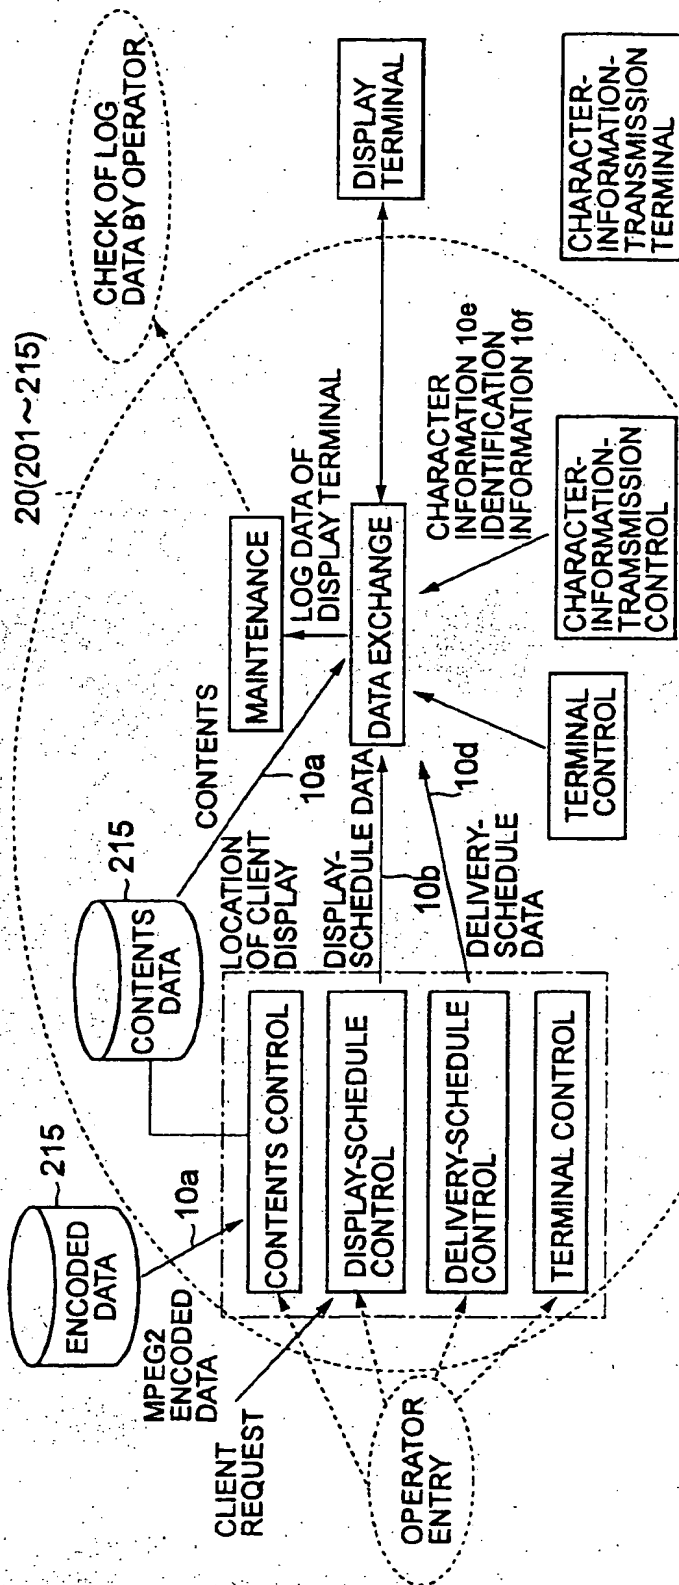 20(201~215)
CHECK OF LOG
DATA BY OPERATOR
215
ENCODED
DATA
10a
MPEG2
ENCODED
DATA
CLIENT
REQUEST
215
CONTENTS
DATA
CONTENTS
10a
LOCATION
OF CLIENT
DISPLAY
MAINTENANCE
LOG DATA OF
DISPLAY TERMINAL
CONTENTS CONTROL
DISPLAY-SCHEDULE
CONTROL
DELIVERY-SCHEDULE
CONTROL
TERMINAL CONTROL
OPERATOR
ENTRY
DISPLAY-
SCHEDULE DATA
10b
DATA EXCHANGE
DISPLAY
TERMINAL
10d
DELIVERY-
SCHEDULE
DATA
CHARACTER
INFORMATION 10e
IDENTIFICATION
INFORMATION 10f
TERMINAL
CONTROL
CHARACTER-
INFORMATION-
TRAMSMISSION
CONTROL
CHARACTER-
INFORMATION-
TRANSMISSION
TERMINAL